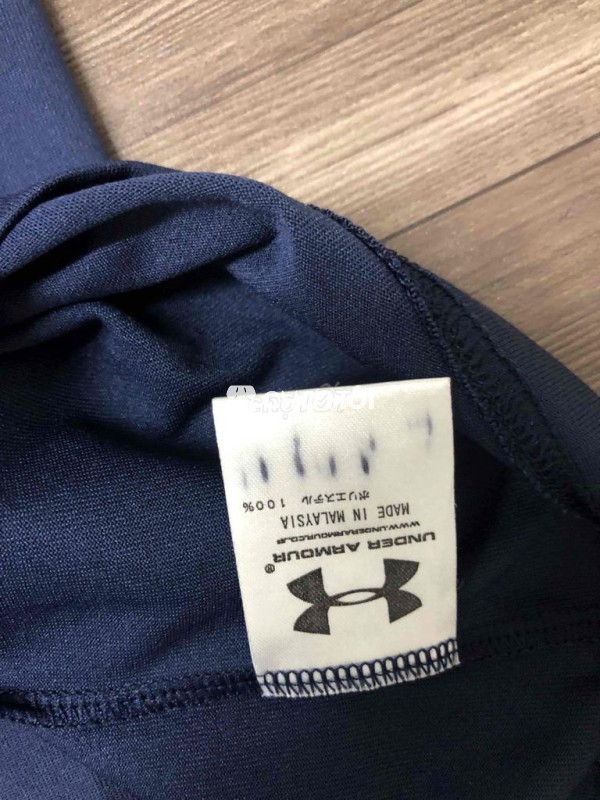 UNDER ARMOUR®
WWW.UNDERARMOUR.CO.JP
MADE IN MALAYSIA
ポリエステル 100%